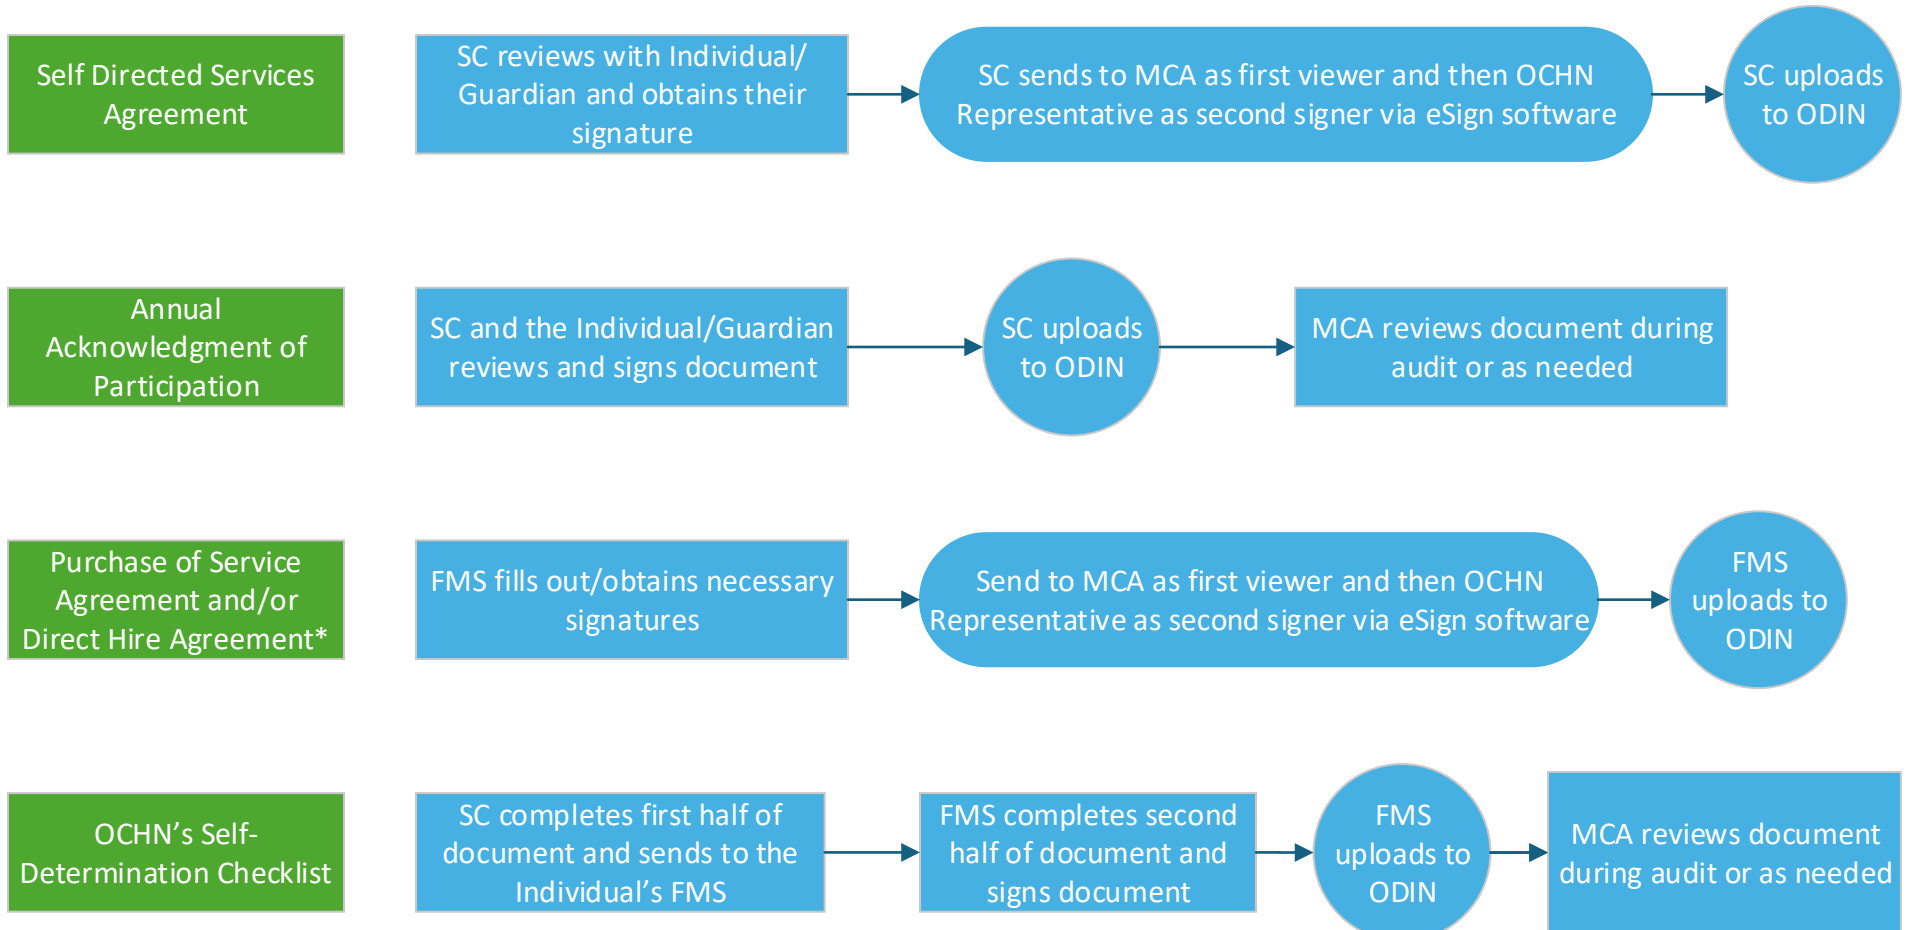 Self Directed Services
Agreement
SC reviews with Individual/
Guardian and obtains their
signature
SC sends to MCA as first viewer and then OCHN
Representative as second signer via eSign software
SC uploads
to ODIN
Annual
Acknowledgment of
Participation
SC and the Individual/Guardian
reviews and signs document
SC uploads
to ODIN
MCA reviews document during
audit or as needed
Purchase of Service
Agreement and/or
Direct Hire Agreement*
FMS fills out/obtains necessary
signatures
Send to MCA as first viewer and then OCHN
Representative as second signer via eSign software
FMS
uploads to
ODIN
OCHN’s Self-
Determination Checklist
SC completes first half of
document and sends to the
Individual’s FMS
FMS completes second
half of document and
signs document
FMS
uploads to
ODIN
MCA reviews document
during audit or as needed